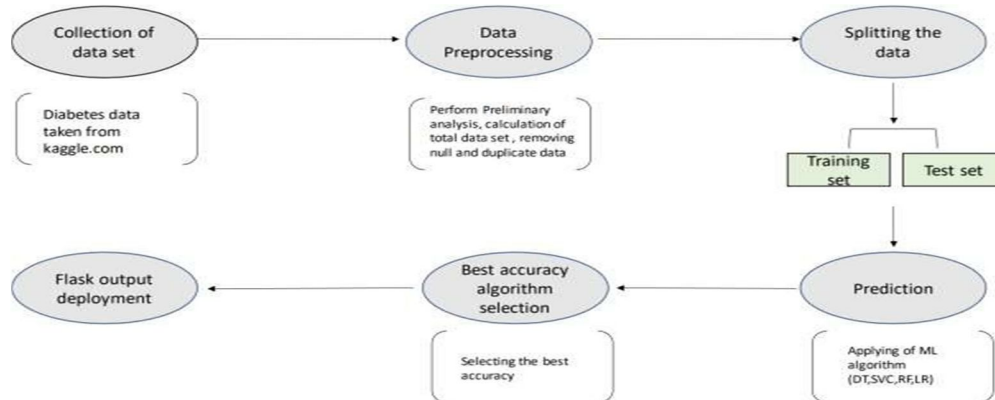 Collection of
data set
Data
Preprocessing
Splitting the
data
Diabetes data
taken from
kaggle.com
Perform Preliminary
analysis, calculation of
total data set , removing
null and duplicate data
Training
set
Test set
Flask output
deployment
Best accuracy
algorithm
selection
Prediction
Selecting the best
accuracy
Applying of ML
algorithm
(DT,SVC,RF,LR)